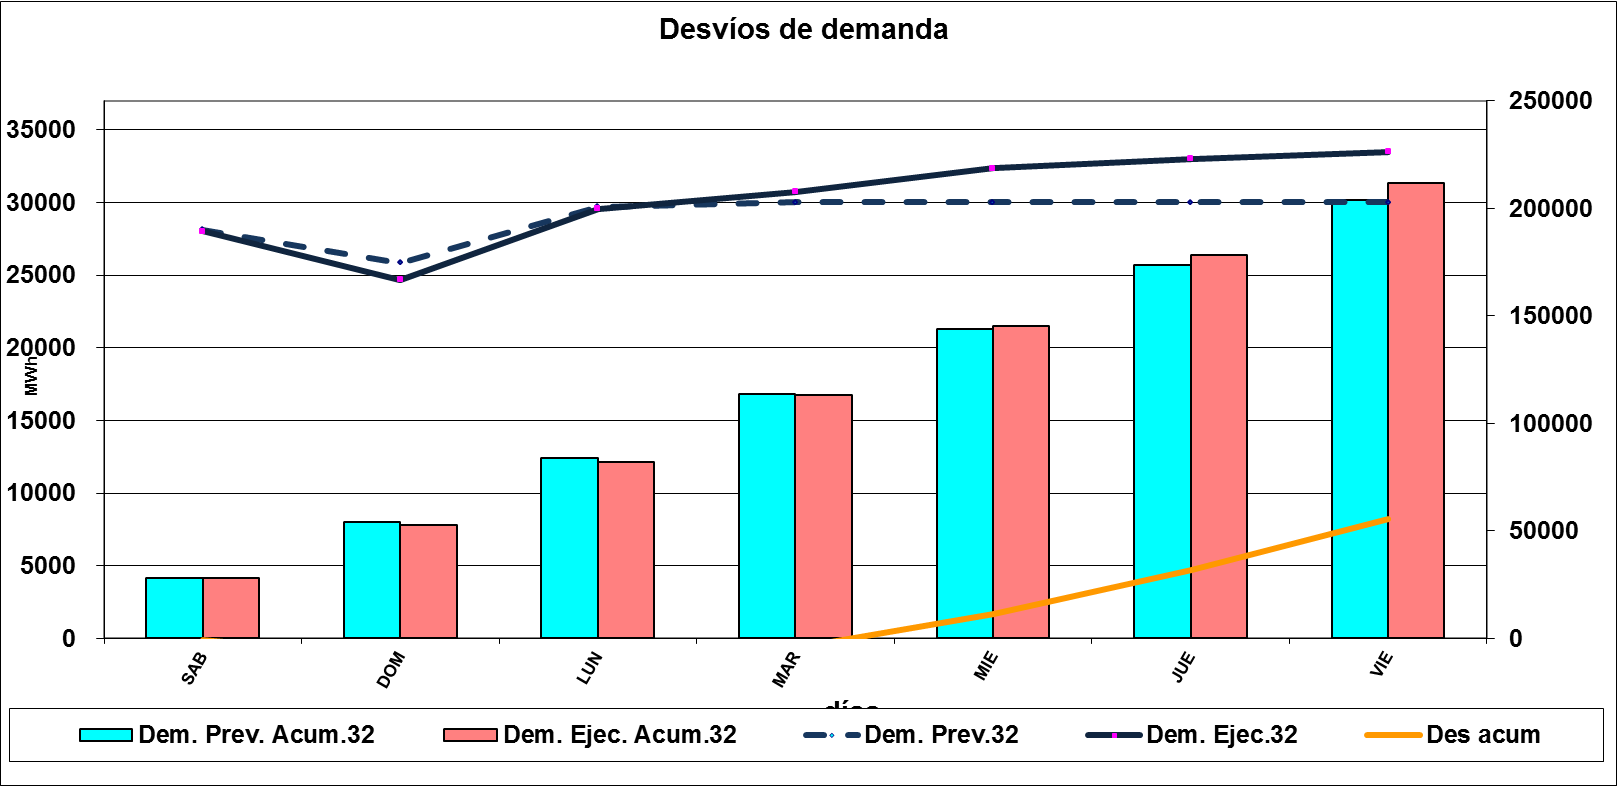 Desvíos de demanda
250000
35000
30000
200000
25000
150000
20000
MWh
15000
100000
10000
50000
5000
0
0
SAB
DOM
LUN
MAR
MIE
JUE
VIE
días
Dem. Prev. Acum.32
Dem. Ejec. Acum.32
Dem. Prev.32
Dem. Ejec.32
Des acum